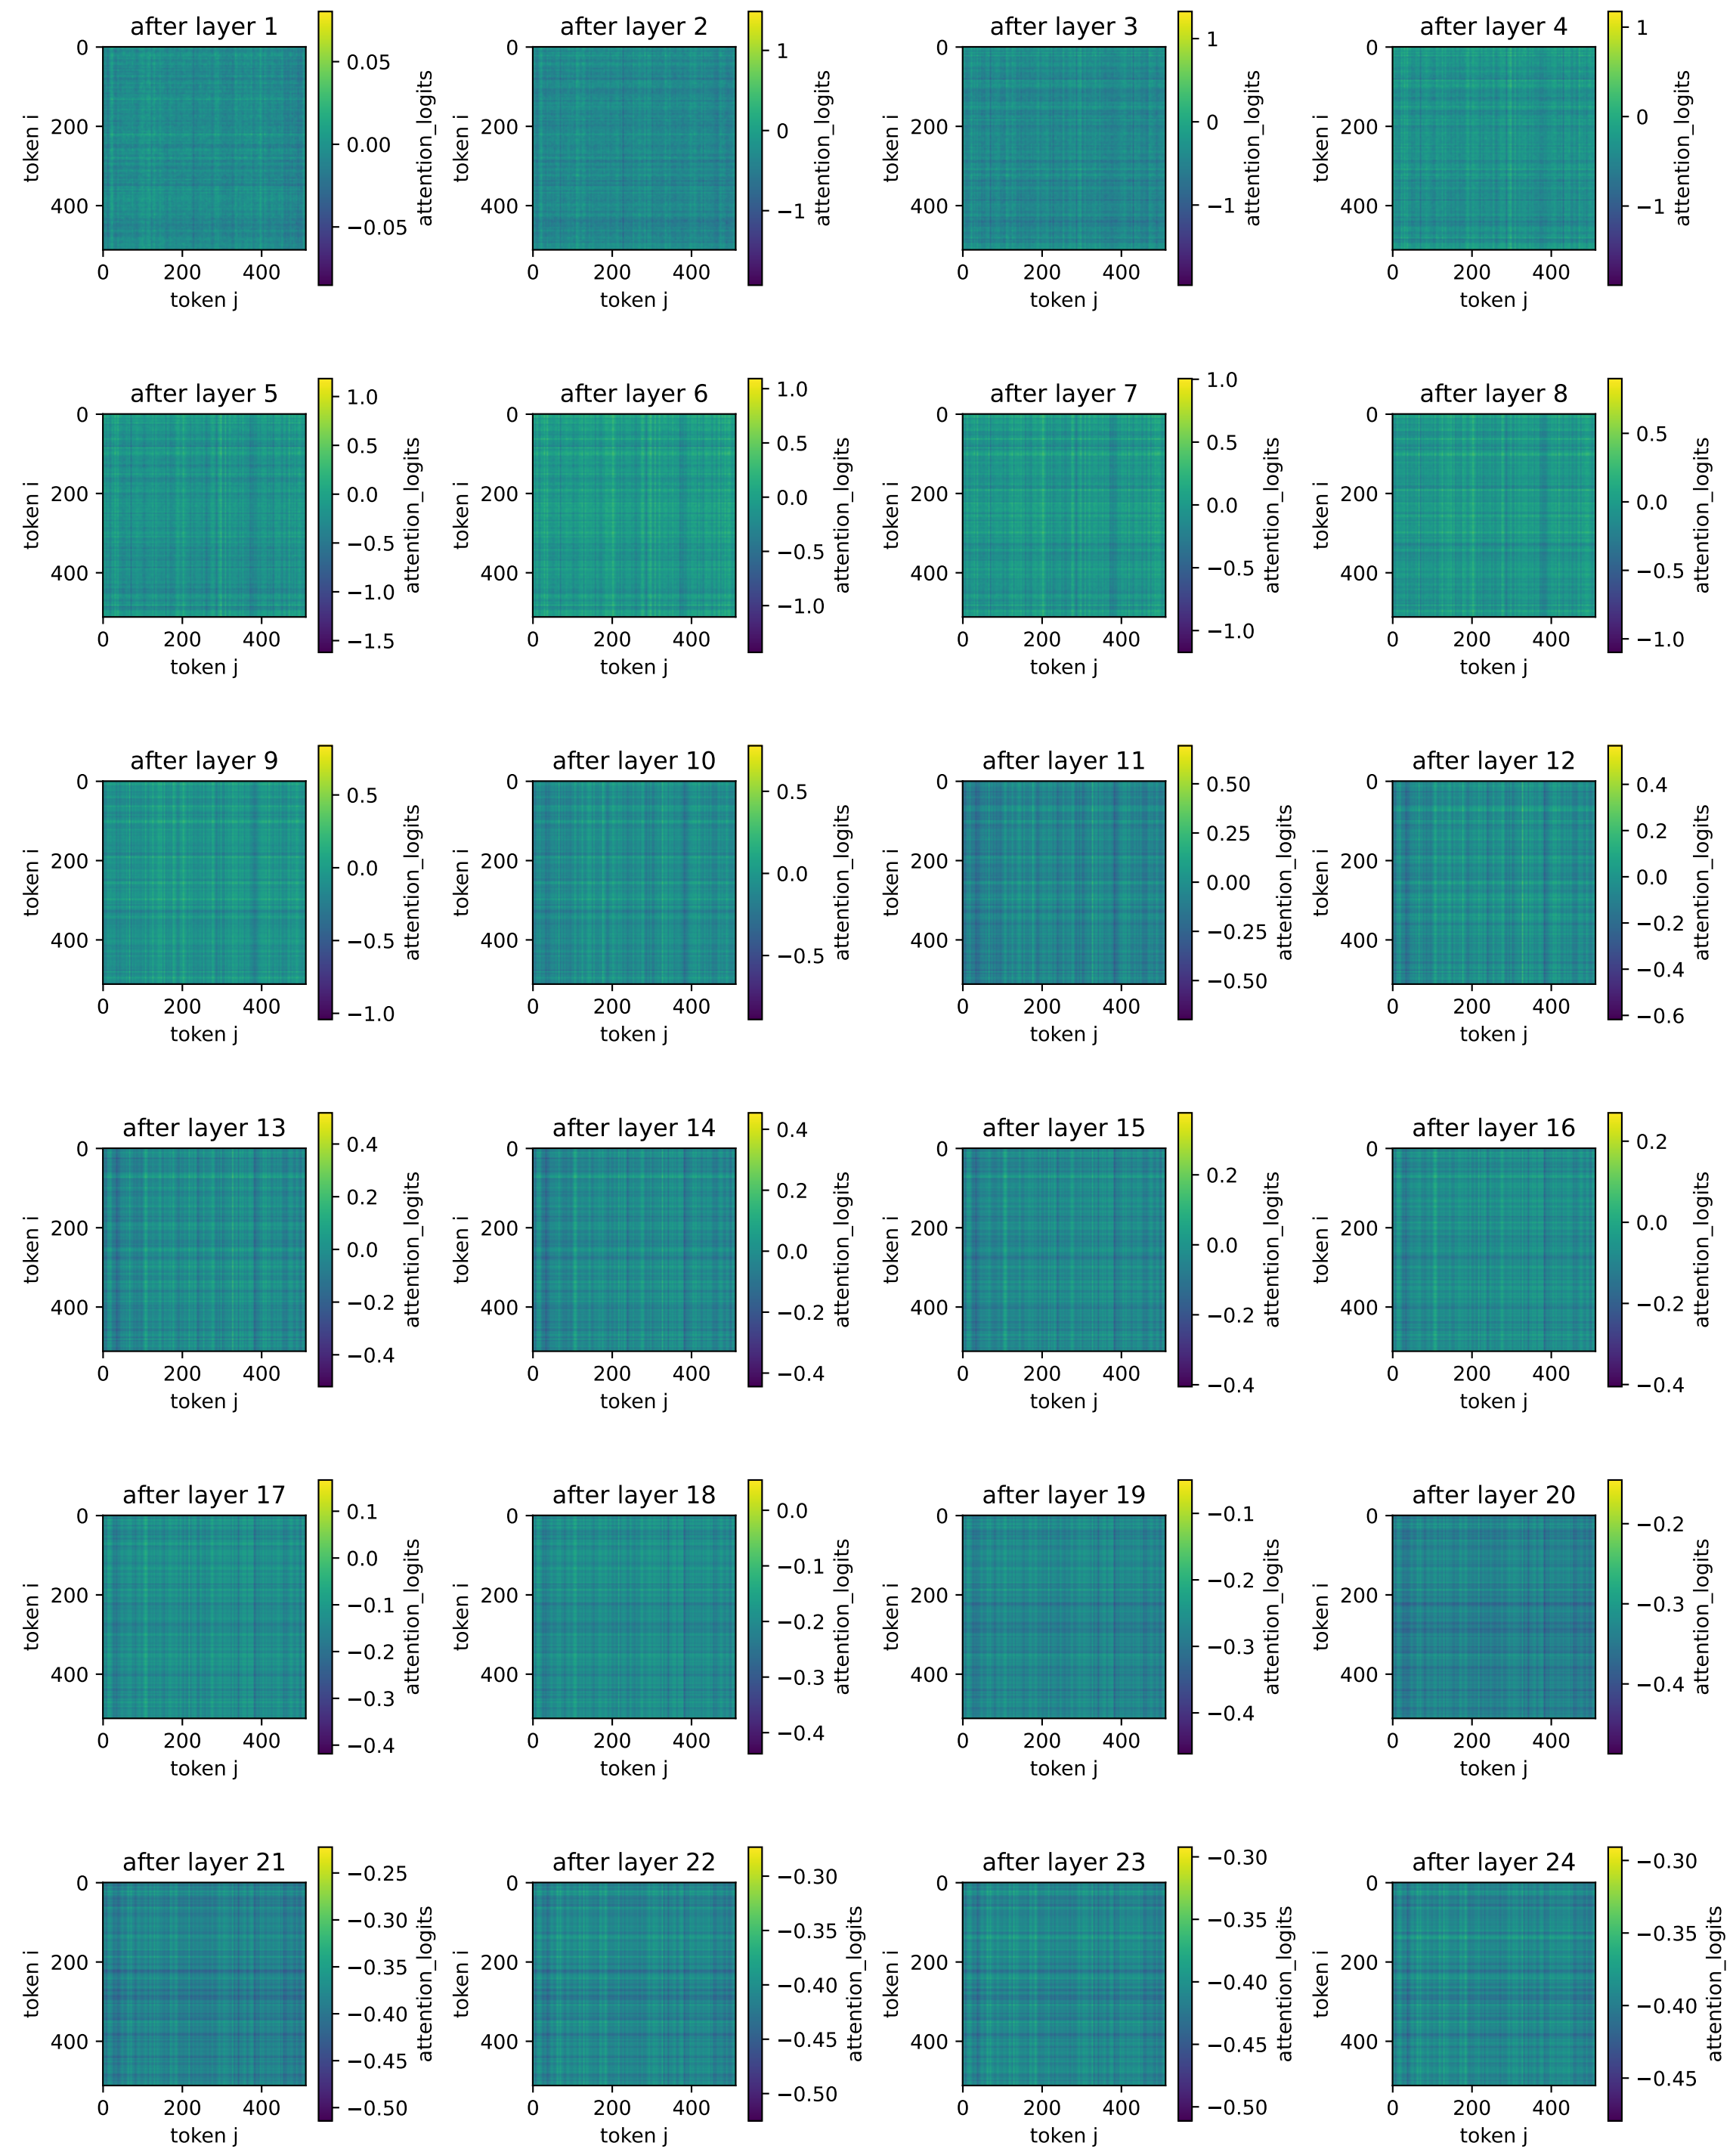 after layer 1
0
200
400
token i
0 200 400
token j
0.05
0.00
−0.05
attention_logits
after layer 2
0
200
400
token i
0 200 400
token j
1
0
−1
attention_logits
after layer 3
0
200
400
token i
0 200 400
token j
1
0
−1
attention_logits
after layer 4
0
200
400
token i
0 200 400
token j
1
0
−1
attention_logits
after layer 5
0
200
400
token i
0 200 400
token j
1.0
0.5
0.0
−0.5
−1.0
−1.5
attention_logits
after layer 6
0
200
400
token i
0 200 400
token j
1.0
0.5
0.0
−0.5
−1.0
attention_logits
after layer 7
0
200
400
token i
0 200 400
token j
1.0
0.5
0.0
−0.5
−1.0
attention_logits
after layer 8
0
200
400
token i
0 200 400
token j
0.5
0.0
−0.5
−1.0
attention_logits
after layer 9
0
200
400
token i
0 200 400
token j
0.5
0.0
−0.5
−1.0
attention_logits
after layer 10
0
200
400
token i
0 200 400
token j
0.5
0.0
−0.5
attention_logits
after layer 11
0
200
400
token i
0 200 400
token j
0.50
0.25
0.00
−0.25
−0.50
attention_logits
after layer 12
0
200
400
token i
0 200 400
token j
0.4
0.2
0.0
−0.2
−0.4
−0.6
attention_logits
after layer 13
0
200
400
token i
0 200 400
token j
0.4
0.2
0.0
−0.2
−0.4
attention_logits
after layer 14
0
200
400
token i
0 200 400
token j
0.4
0.2
0.0
−0.2
−0.4
attention_logits
after layer 15
0
200
400
token i
0 200 400
token j
0.2
0.0
−0.2
−0.4
attention_logits
after layer 16
0
200
400
token i
0 200 400
token j
0.2
0.0
−0.2
−0.4
attention_logits
after layer 17
0
200
400
token i
0 200 400
token j
0.1
0.0
−0.1
−0.2
−0.3
−0.4
attention_logits
after layer 18
0
200
400
token i
0 200 400
token j
0.0
−0.1
−0.2
−0.3
−0.4
attention_logits
after layer 19
0
200
400
token i
0 200 400
token j
−0.1
−0.2
−0.3
−0.4
attention_logits
after layer 20
0
200
400
token i
0 200 400
token j
−0.2
−0.3
−0.4
attention_logits
after layer 21
0
200
400
token i
0 200 400
token j
−0.25
−0.30
−0.35
−0.40
−0.45
−0.50
attention_logits
after layer 22
0
200
400
token i
0 200 400
token j
−0.30
−0.35
−0.40
−0.45
−0.50
attention_logits
after layer 23
0
200
400
token i
0 200 400
token j
−0.30
−0.35
−0.40
−0.45
−0.50
attention_logits
after layer 24
0
200
400
token i
0 200 400
token j
−0.30
−0.35
−0.40
−0.45
attention_logits